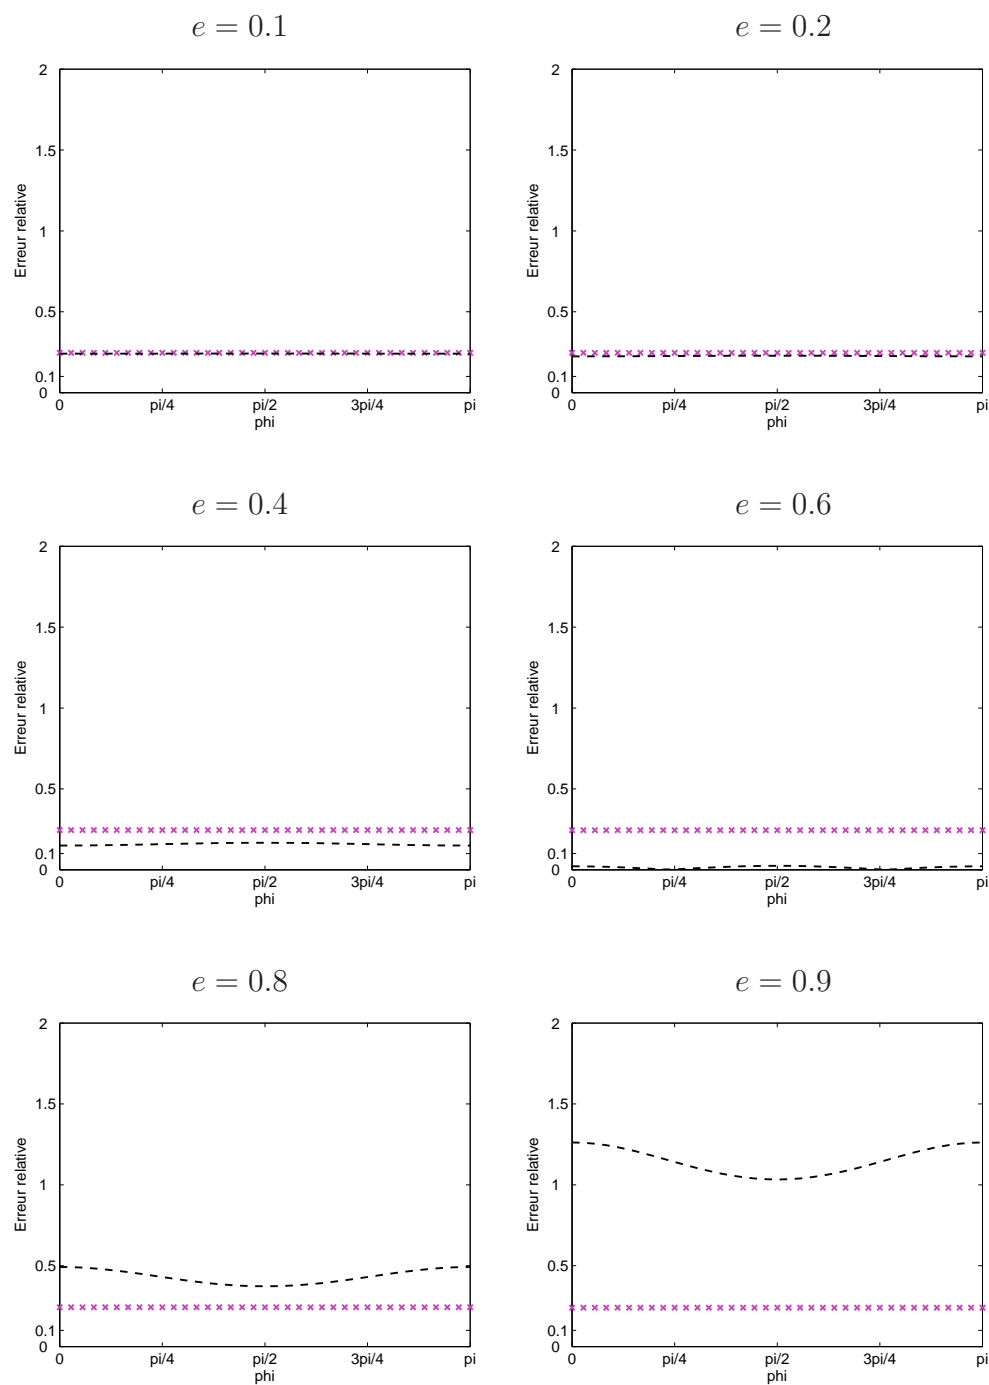 e = 0.1
2
1.5
1
0.5
0.1
0
Erreur relative
0 pi/4 pi/2 3pi/4 pi
phi
e = 0.2
2
1.5
1
0.5
0.1
0
Erreur relative
0 pi/4 pi/2 3pi/4 pi
phi
e = 0.4
2
1.5
1
0.5
0.1
0
Erreur relative
0 pi/4 pi/2 3pi/4 pi
phi
e = 0.6
2
1.5
1
0.5
0.1
0
Erreur relative
0 pi/4 pi/2 3pi/4 pi
phi
e = 0.8
2
1.5
1
0.5
0.1
0
Erreur relative
0 pi/4 pi/2 3pi/4 pi
phi
e = 0.9
2
1.5
1
0.5
0.1
0
Erreur relative
0 pi/4 pi/2 3pi/4 pi
phi